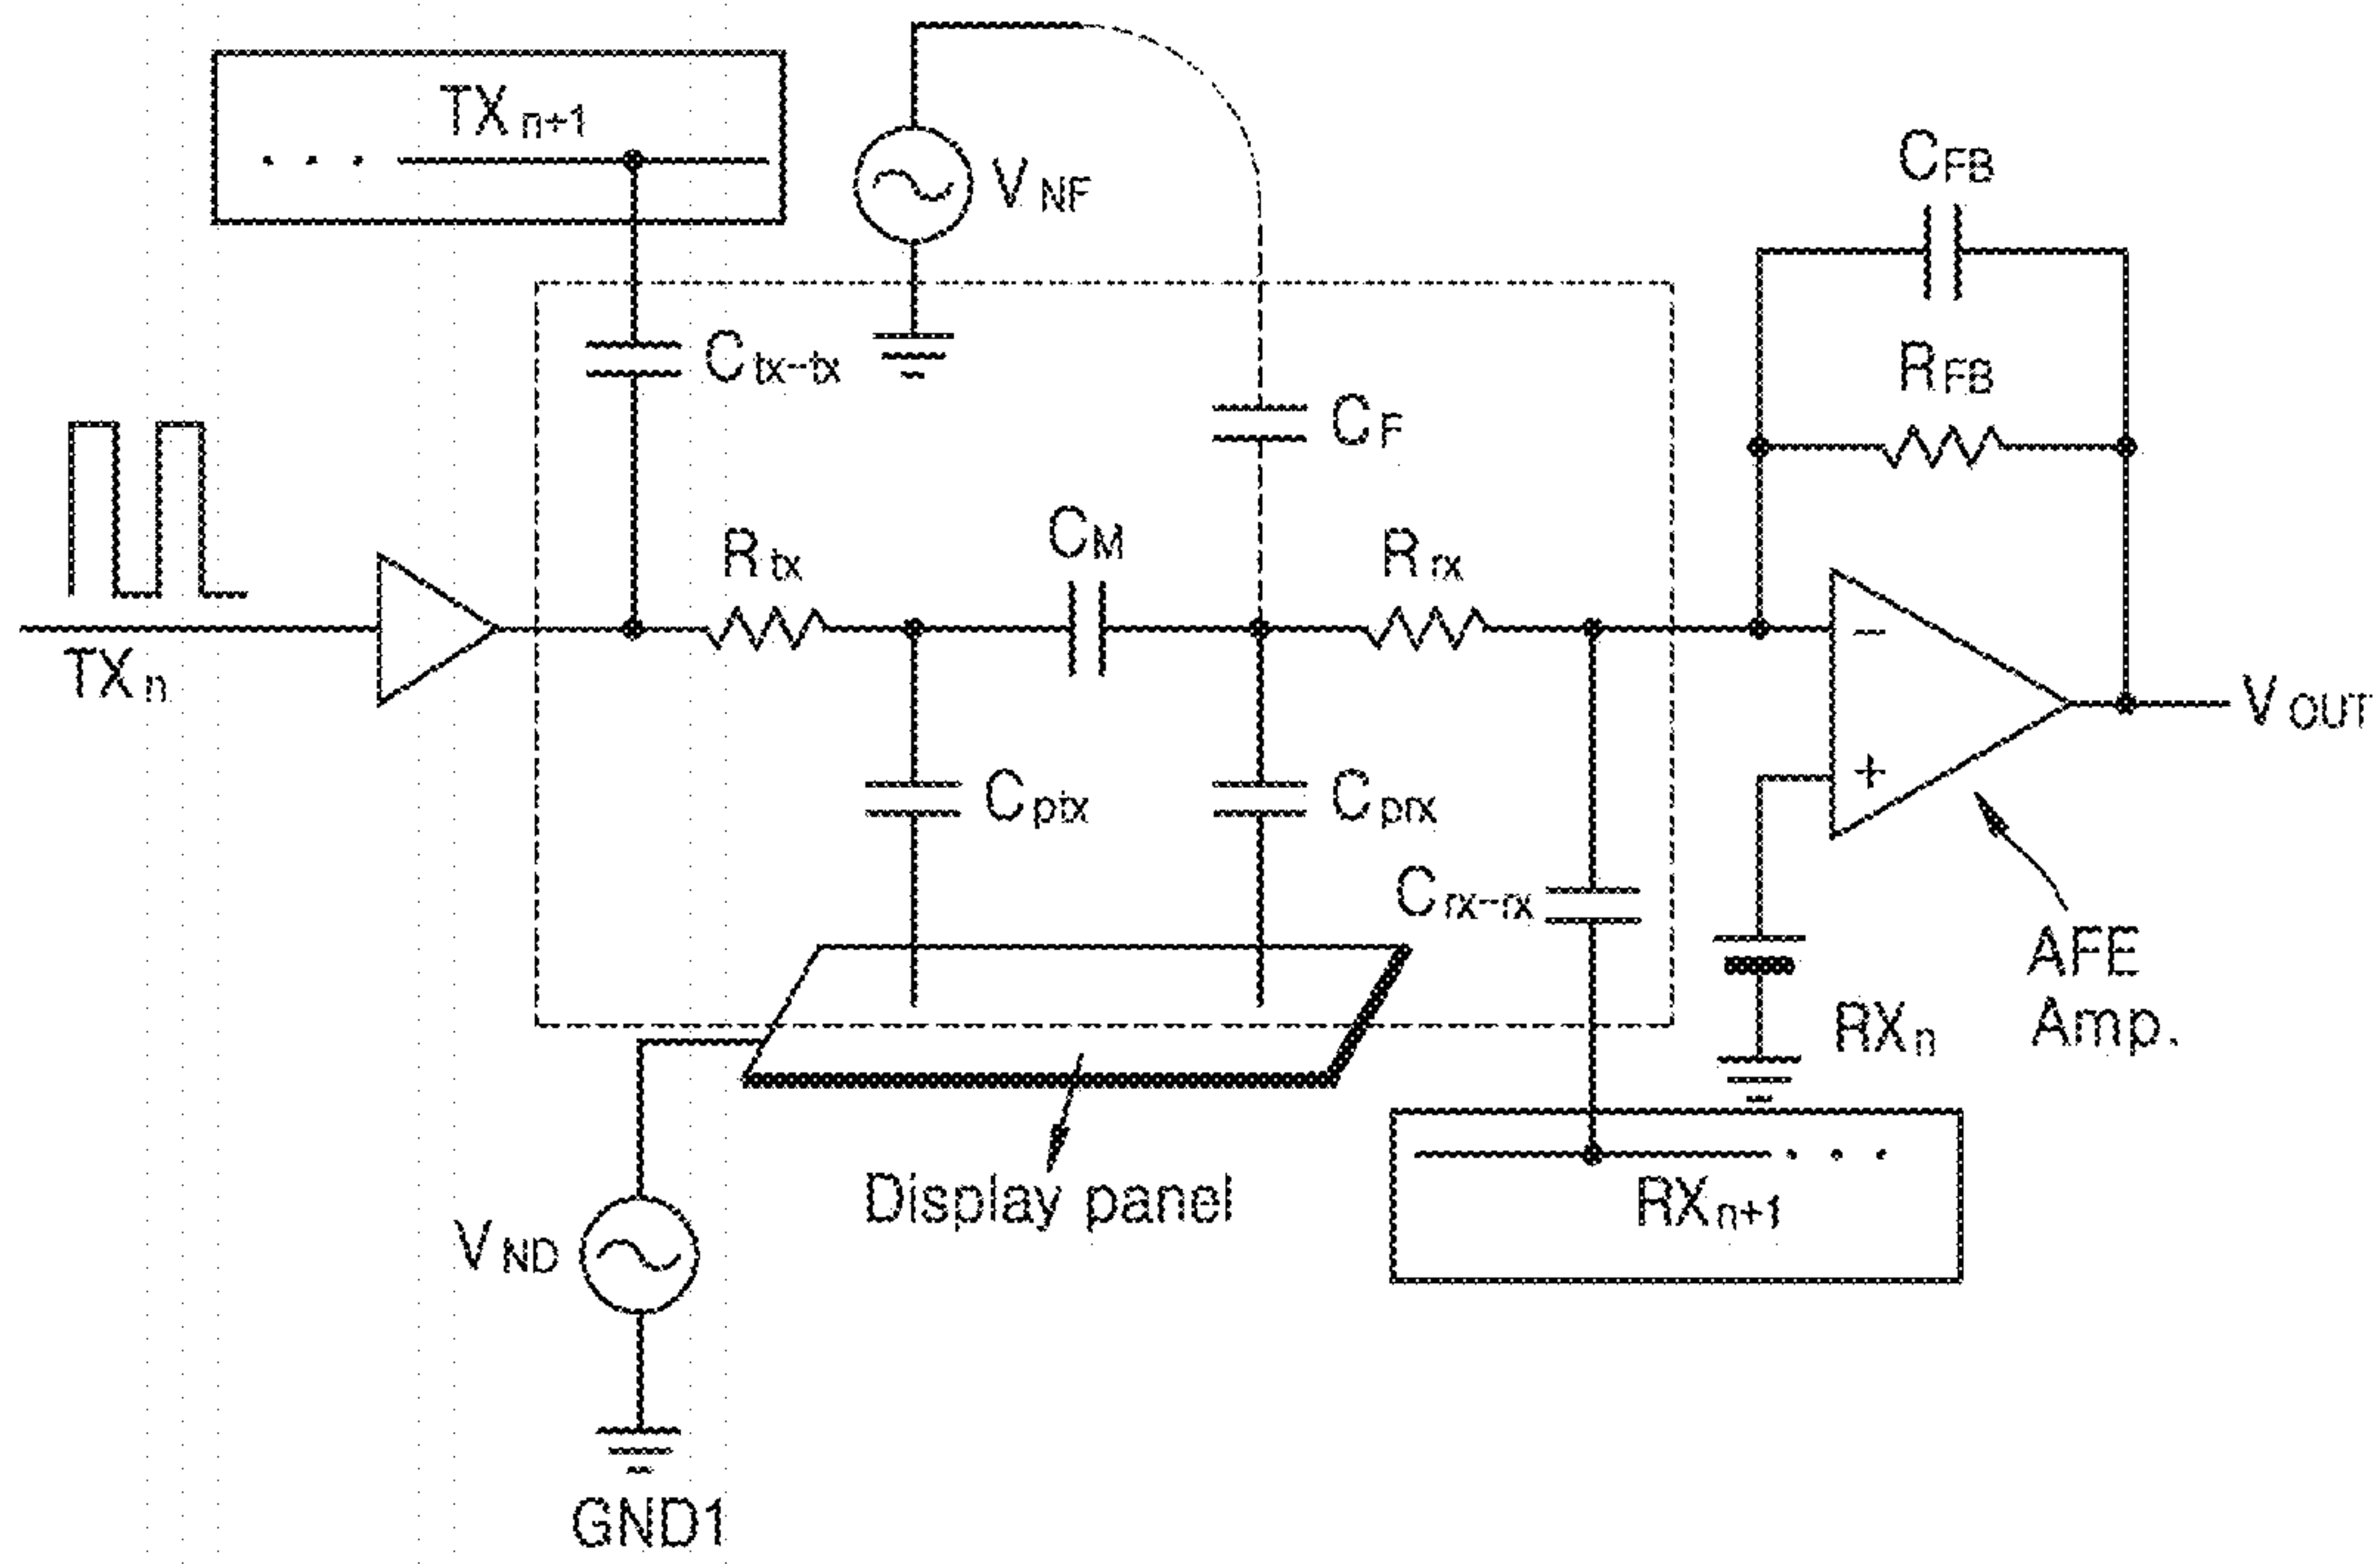 TXn+1
VNF
CFB
Ctx-tx
RFB
CF
CM
Rtx
Rrx
TXn
−
VOUT
+
Cptx
Cprx
Crx-rx
AFE
Amp.
RXn
Display panel
RXn+1
VND
GND1